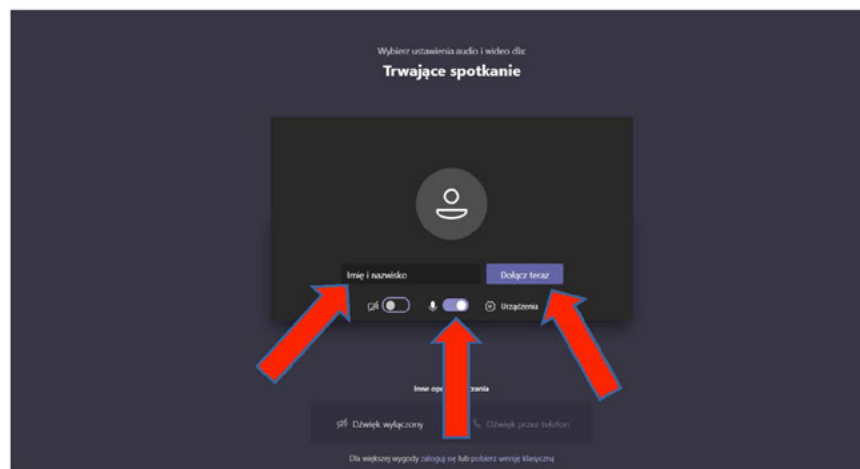 Wybierz ustawienia audio i wideo dla:
Trwające spotkanie
Imię i nazwisko
Dołącz teraz
Urządzenia
Inne
Dźwięk wyłączony
Dźwięk przez telefon
Dla większej wygody zaloguj się lub pobierz wersję klasyczną